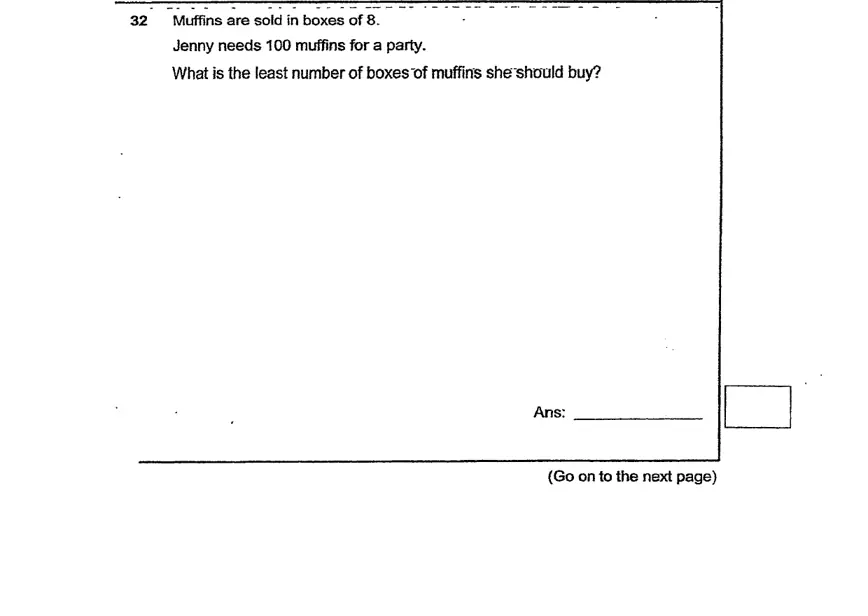 32 Muffins are sold in boxes of 8.
Jenny needs 100 muffins for a party.
What is the least number of boxes of muffins she should buy?
Ans:
(Go on to the next page)